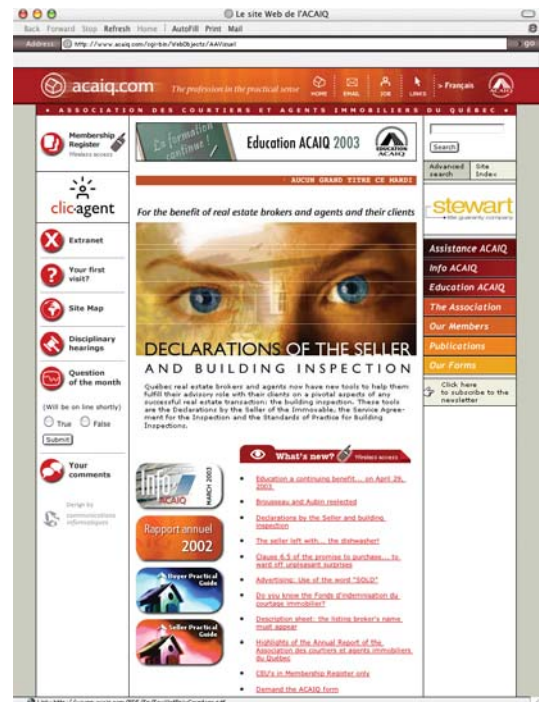 Le site Web de l'ACAIQ
Back Forward Stop Refresh Home AutoFill Print Mail
Address: http://www.acaiq.com/cgi-bin/WebObjects/AAVisuel
go
acaiq.com
The profession in the practical sense
HOME EMAIL JOB LINKS
> Français
ACAIQ
ASSOCIATION DES COURTIERS ET AGENTS IMMOBILIERS DU QUÉBEC
Membership
Register
Wireless access
clicagent
Extranet
Your first
visit?
Site Map
Disciplinary
hearings
Question
of the month
(Will be on line shortly)
True False
Submit
Your
comments
Design by
communications
informatiques
La formation
continue !
Education ACAIQ 2003
ÉDUCATION
ACAIQ
AUCUN GRAND TITRE CE MARDI
For the benefit of real estate brokers and agents and their clients
DECLARATIONS OF THE SELLER
AND BUILDING INSPECTION
Québec real estate brokers and agents now have new tools to help them
fulfill their advisory role with their clients on a pivotal aspects of any
successful real estate transaction: the building inspection. These tools
are the Declarations by the Seller of the Immovable, the Service Agree-
ment for the Inspection and the Standards of Practice for Building
Inspections.
Info
ACAIQ
MARCH 2003
Rapport annuel
2002
Buyer Practical
Guide
Seller Practical
Guide
What's new?
Wireless access
Education a continuing benefit... on April 29,
2003
Brousseau and Aubin reelected
Declarations by the Seller and building
inspection
The seller left with... the dishwasher!
Clause 6.5 of the promise to purchase... to
ward off unpleasant surprises
Advertising: Use of the word "SOLD"
Do you know the Fonds d'indemnisation du
courtage immobilier?
Description sheet: the listing broker's name
must appear
Highlights of the Annual Report of the
Association des courtiers et agents immobiliers
du Québec
CEU's in Membership Register only
Demand the ACAIQ form
Search
Advanced
search
Site
Index
stewart
title guaranty company
Assistance ACAIQ
Info ACAIQ
Education ACAIQ
The Association
Our Members
Publications
Our Forms
Click here
to subscribe to the
newsletter